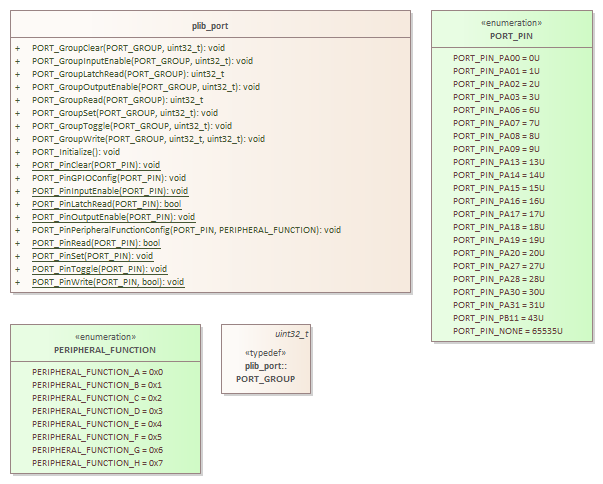 plib_port
+ PORT_GroupClear(PORT_GROUP, uint32_t): void
+ PORT_GroupInputEnable(PORT_GROUP, uint32_t): void
+ PORT_GroupLatchRead(PORT_GROUP): uint32_t
+ PORT_GroupOutputEnable(PORT_GROUP, uint32_t): void
+ PORT_GroupRead(PORT_GROUP): uint32_t
+ PORT_GroupSet(PORT_GROUP, uint32_t): void
+ PORT_GroupToggle(PORT_GROUP, uint32_t): void
+ PORT_GroupWrite(PORT_GROUP, uint32_t, uint32_t): void
+ PORT_Initialize(): void
+ PORT_PinClear(PORT_PIN): void
+ PORT_PinGPIOConfig(PORT_PIN): void
+ PORT_PinInputEnable(PORT_PIN): void
+ PORT_PinLatchRead(PORT_PIN): bool
+ PORT_PinOutputEnable(PORT_PIN): void
+ PORT_PinPeripheralFunctionConfig(PORT_PIN, PERIPHERAL_FUNCTION): void
+ PORT_PinRead(PORT_PIN): bool
+ PORT_PinSet(PORT_PIN): void
+ PORT_PinToggle(PORT_PIN): void
+ PORT_PinWrite(PORT_PIN, bool): void
«enumeration»
PORT_PIN
PORT_PIN_PA00 = 0U
PORT_PIN_PA01 = 1U
PORT_PIN_PA02 = 2U
PORT_PIN_PA03 = 3U
PORT_PIN_PA06 = 6U
PORT_PIN_PA07 = 7U
PORT_PIN_PA08 = 8U
PORT_PIN_PA09 = 9U
PORT_PIN_PA13 = 13U
PORT_PIN_PA14 = 14U
PORT_PIN_PA15 = 15U
PORT_PIN_PA16 = 16U
PORT_PIN_PA17 = 17U
PORT_PIN_PA18 = 18U
PORT_PIN_PA19 = 19U
PORT_PIN_PA20 = 20U
PORT_PIN_PA27 = 27U
PORT_PIN_PA28 = 28U
PORT_PIN_PA30 = 30U
PORT_PIN_PA31 = 31U
PORT_PIN_PB11 = 43U
PORT_PIN_NONE = 65535U
«enumeration»
PERIPHERAL_FUNCTION
PERIPHERAL_FUNCTION_A = 0x0
PERIPHERAL_FUNCTION_B = 0x1
PERIPHERAL_FUNCTION_C = 0x2
PERIPHERAL_FUNCTION_D = 0x3
PERIPHERAL_FUNCTION_E = 0x4
PERIPHERAL_FUNCTION_F = 0x5
PERIPHERAL_FUNCTION_G = 0x6
PERIPHERAL_FUNCTION_H = 0x7
uint32_t
«typedef»
plib_port::
PORT_GROUP